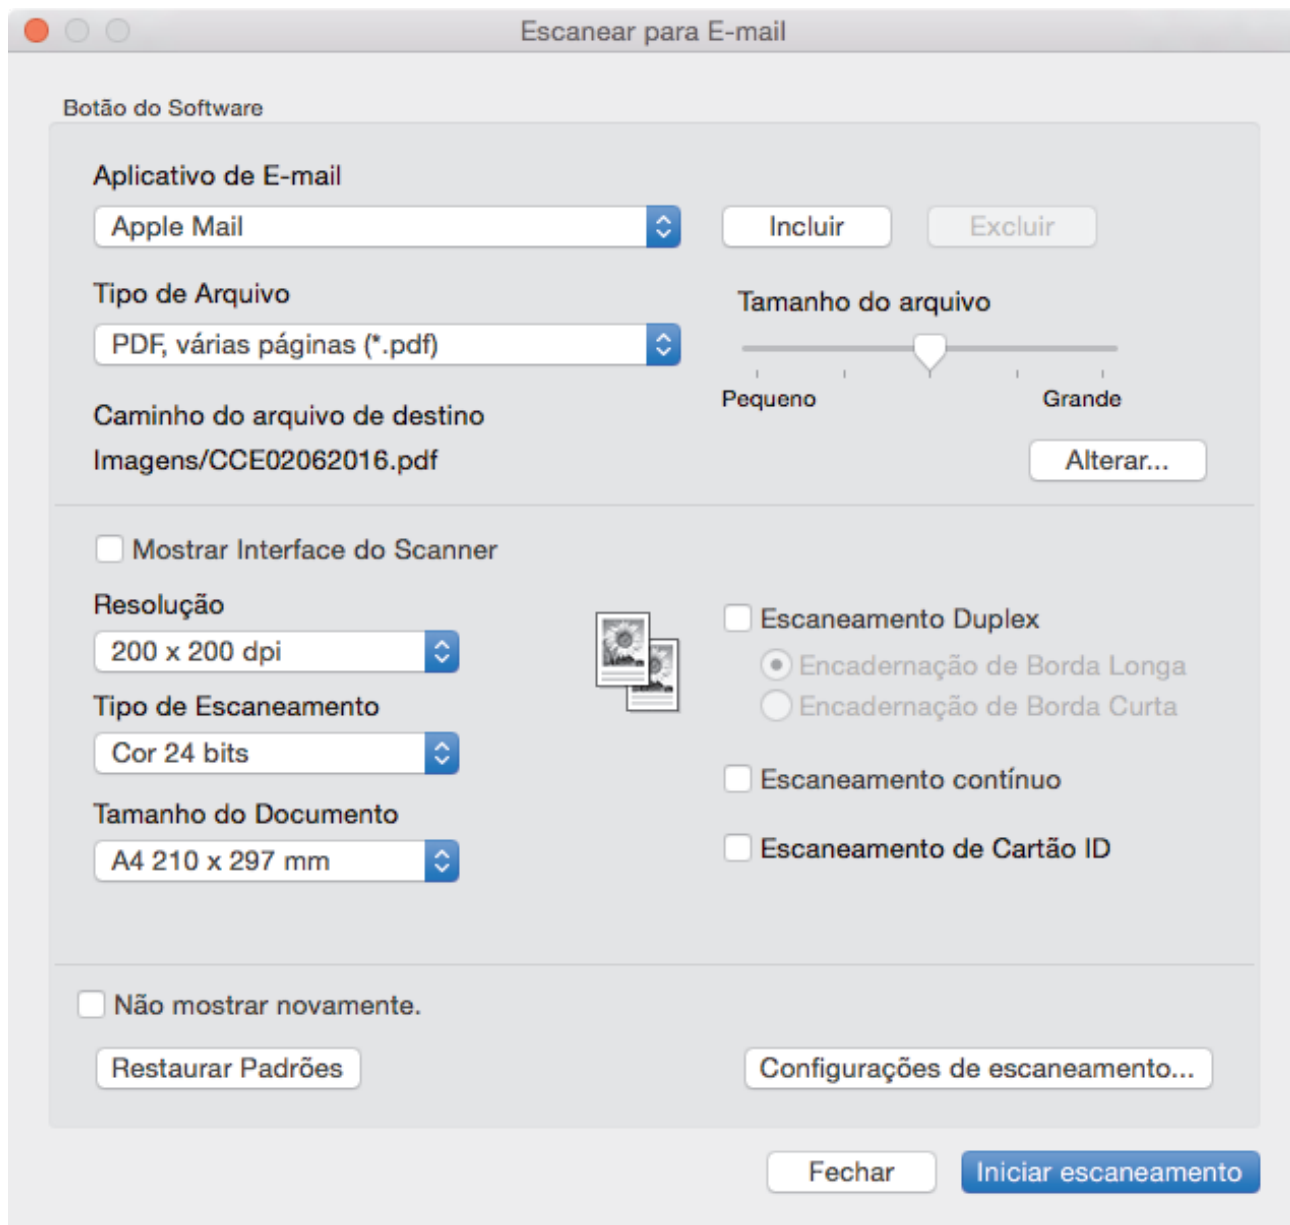 Escanear para E-mail
Botão do Software
Aplicativo de E-mail
Apple Mail
Incluir
Excluir
Tipo de Arquivo
Tamanho do arquivo
PDF, várias páginas (*.pdf)
Pequeno
Grande
Caminho do arquivo de destino
Imagens/CCE02062016.pdf
Alterar...
Mostrar Interface do Scanner
Resolução
200 x 200 dpi
Tipo de Escaneamento
Cor 24 bits
Tamanho do Documento
A4 210 x 297 mm
Escaneamento Duplex
Encadernação de Borda Longa
Encadernação de Borda Curta
Escaneamento contínuo
Escaneamento de Cartão ID
Não mostrar novamente.
Restaurar Padrões
Configurações de escaneamento...
Fechar
Iniciar escaneamento